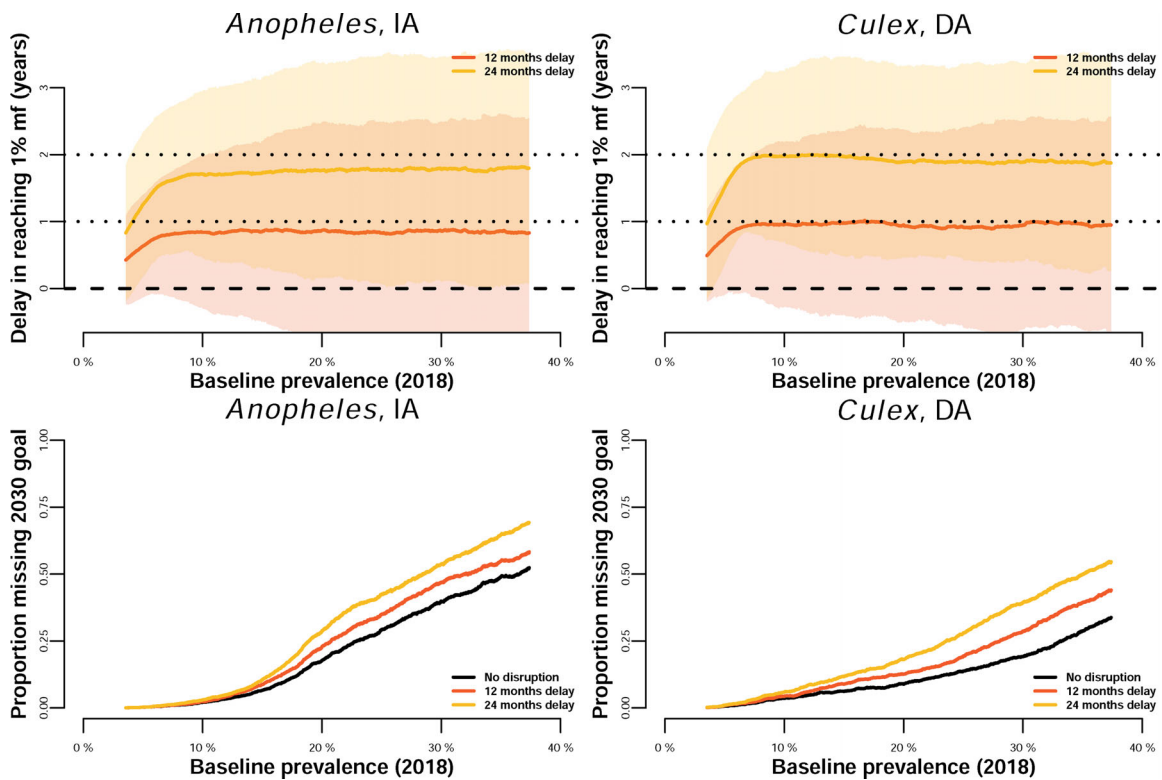 Anopheles, IA
12 months delay
24 months delay
Delay in reaching 1% mf (years)
3
2
1
0
0 %
10 %
20 %
30 %
40 %
Baseline prevalence (2018)
Culex, DA
12 months delay
24 months delay
Delay in reaching 1% mf (years)
3
2
1
0
0 %
10 %
20 %
30 %
40 %
Baseline prevalence (2018)
Anopheles, IA
Proportion missing 2030 goal
1.00
0.75
0.50
0.25
0.00
No disruption
12 months delay
24 months delay
0 %
10 %
20 %
30 %
40 %
Baseline prevalence (2018)
Culex, DA
Proportion missing 2030 goal
1.00
0.75
0.50
0.25
0.00
No disruption
12 months delay
24 months delay
0 %
10 %
20 %
30 %
40 %
Baseline prevalence (2018)